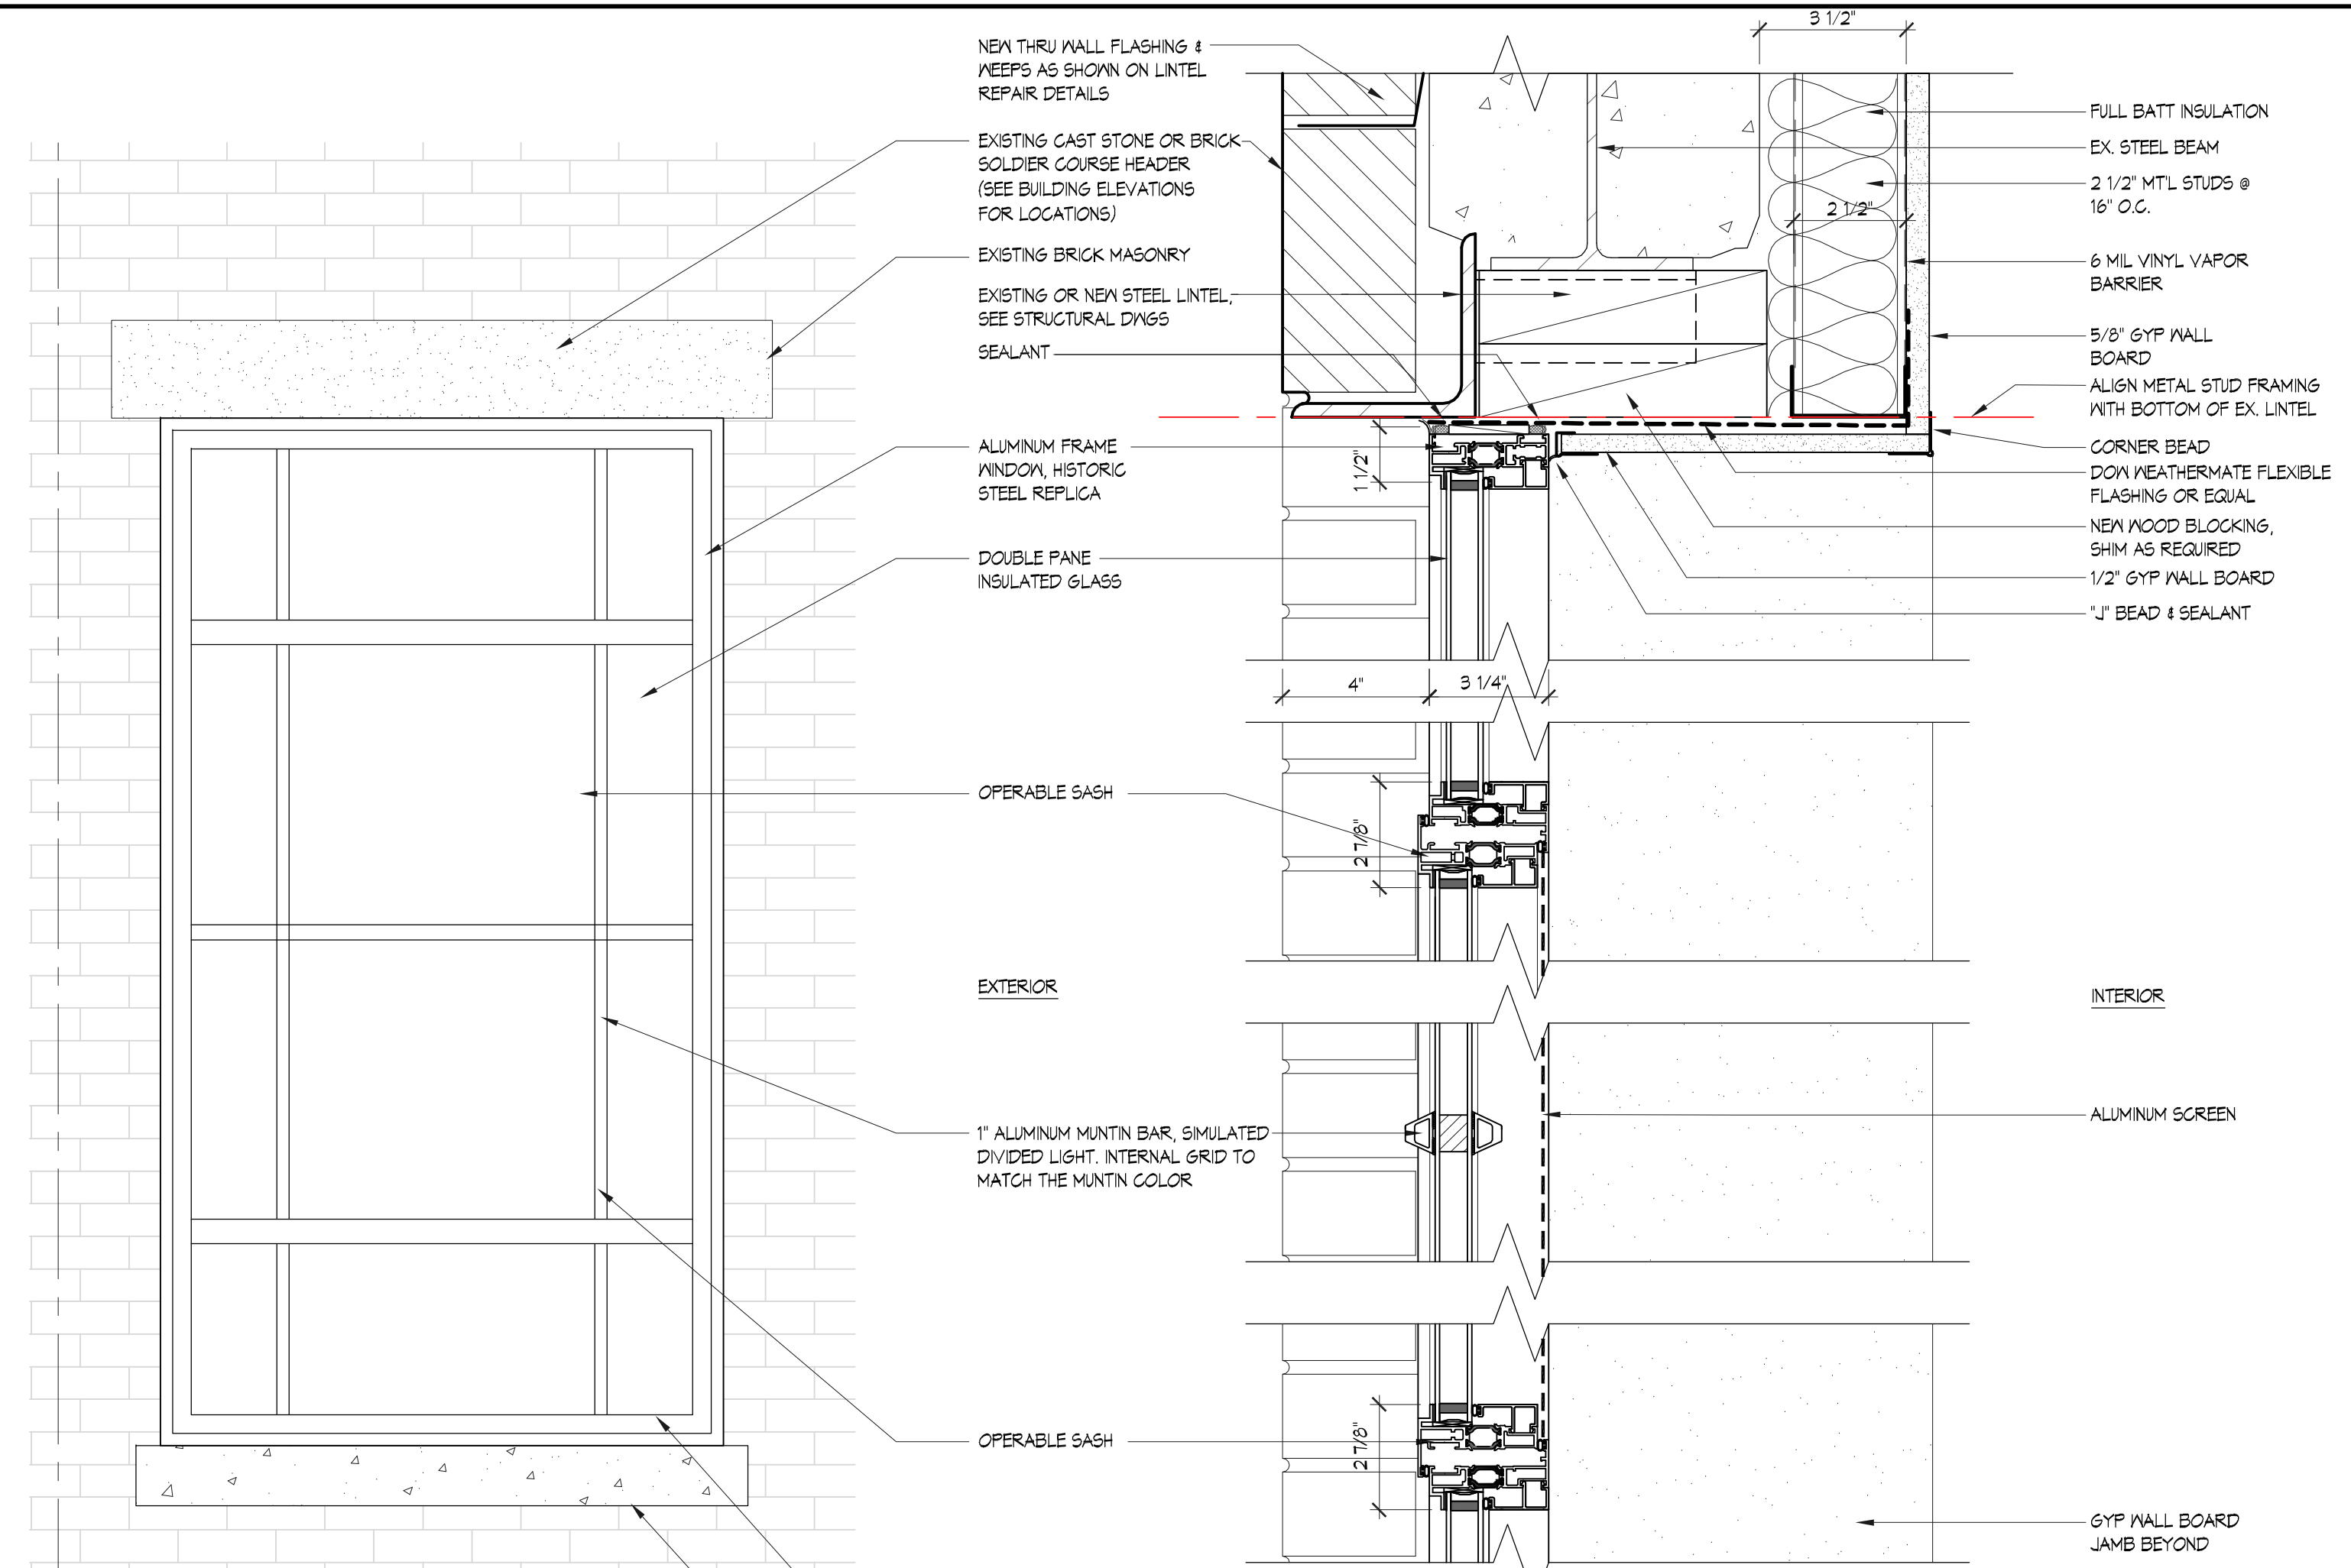 NEW THRU WALL FLASHING &
WEEPS AS SHOWN ON LINTEL
REPAIR DETAILS
EXISTING CAST STONE OR BRICK
SOLDIER COURSE HEADER
(SEE BUILDING ELEVATIONS
FOR LOCATIONS)
EXISTING BRICK MASONRY
EXISTING OR NEW STEEL LINTEL,
SEE STRUCTURAL DWGS
SEALANT
ALUMINUM FRAME
WINDOW, HISTORIC
STEEL REPLICA
DOUBLE PANE
INSULATED GLASS
OPERABLE SASH
EXTERIOR
1" ALUMINUM MUNTIN BAR, SIMULATED
DIVIDED LIGHT. INTERNAL GRID TO
MATCH THE MUNTIN COLOR
OPERABLE SASH
3 1/2"
2 1/2"
1 1/2"
4"
3 1/4"
2 7/8"
2 7/8"
FULL BATT INSULATION
EX. STEEL BEAM
2 1/2" MT'L STUDS @
16" O.C.
6 MIL VINYL VAPOR
BARRIER
5/8" GYP WALL
BOARD
ALIGN METAL STUD FRAMING
WITH BOTTOM OF EX. LINTEL
CORNER BEAD
DOW WEATHERMATE FLEXIBLE
FLASHING OR EQUAL
NEW WOOD BLOCKING,
SHIM AS REQUIRED
1/2" GYP WALL BOARD
"J" BEAD & SEALANT
INTERIOR
ALUMINUM SCREEN
GYP WALL BOARD
JAMB BEYOND